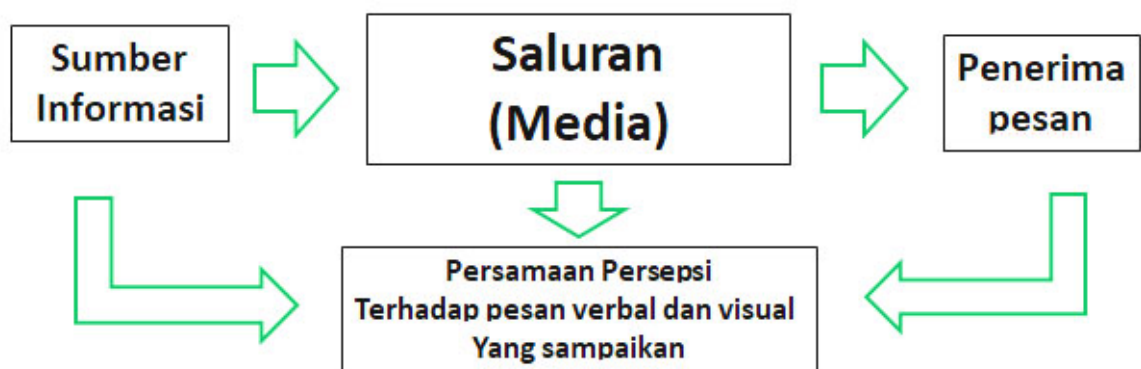 Sumber
Informasi
Saluran
(Media)
Penerima
pesan
Persamaan Persepsi
Terhadap pesan verbal dan visual
Yang sampaikan